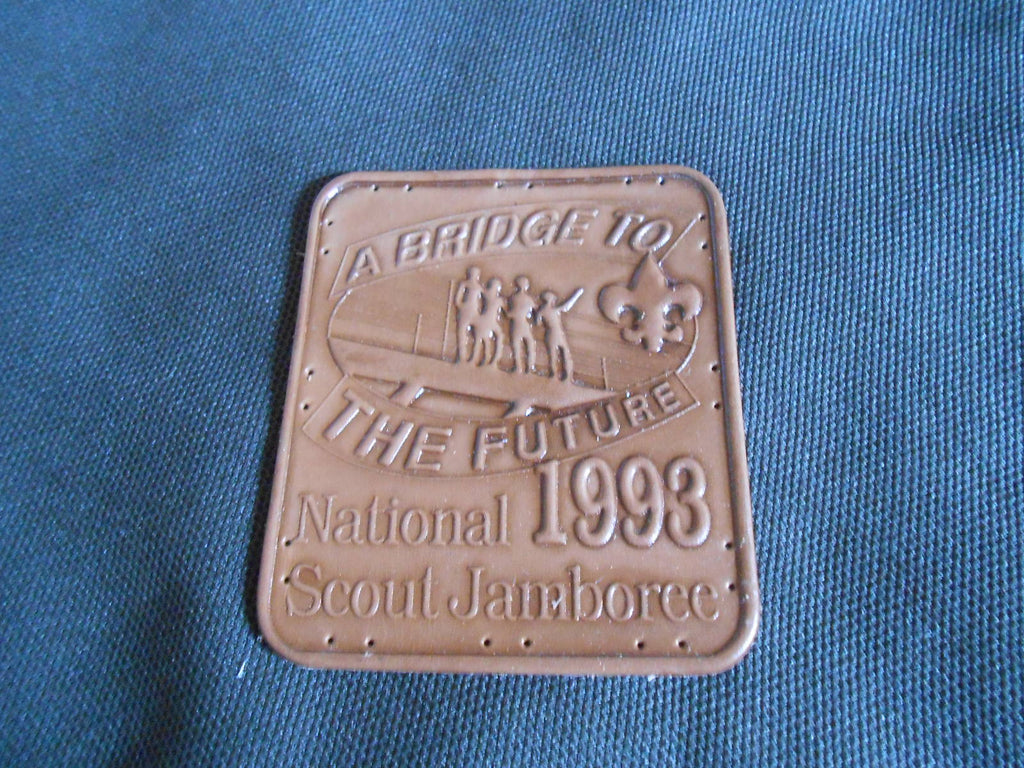 A BRIDGE TO
THE FUTURE
National 1993
Scout Jamboree